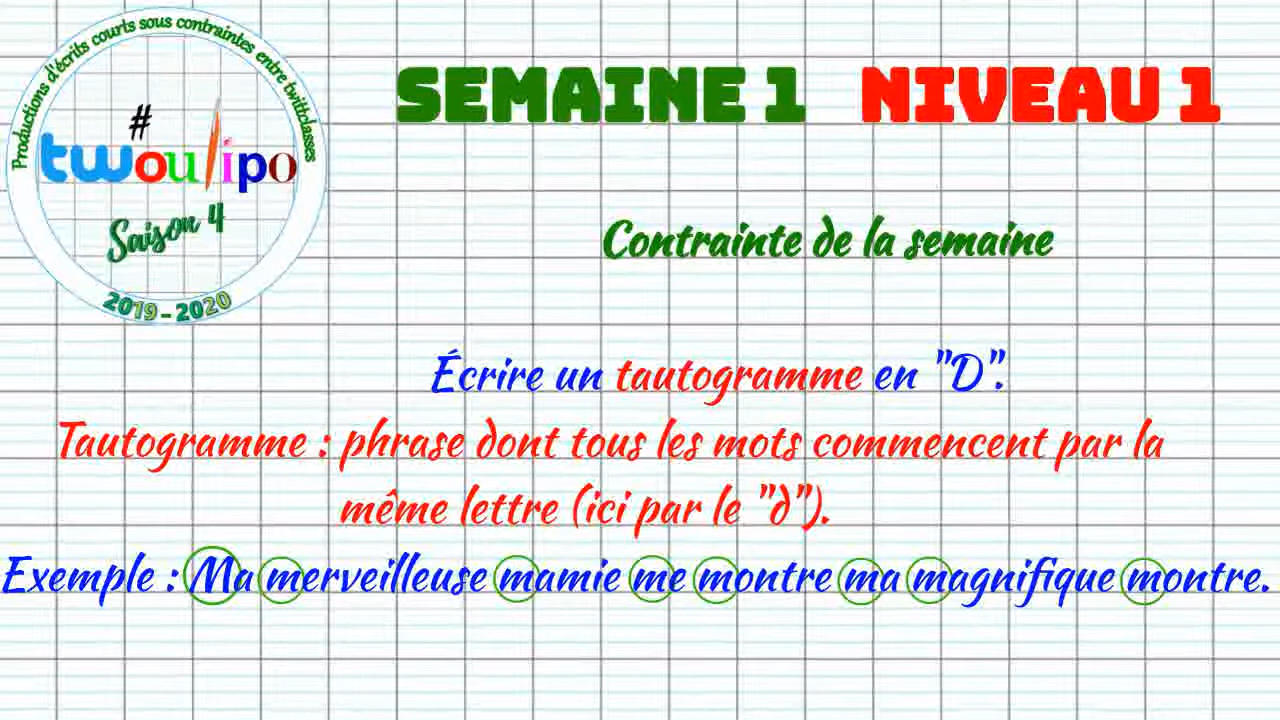 Productions d'écrits courts sous contraintes entre twittclasses
#
twoulipo
Saison 4
2019-2020
SEMAINE 1 NIVEAU 1
Contrainte de la semaine
Écrire un tautogramme en "D".
Tautogramme : phrase dont tous les mots commencent par la
même lettre (ici par le "d").
Exemple : Ma merveilleuse mamie me montre ma magnifique montre.